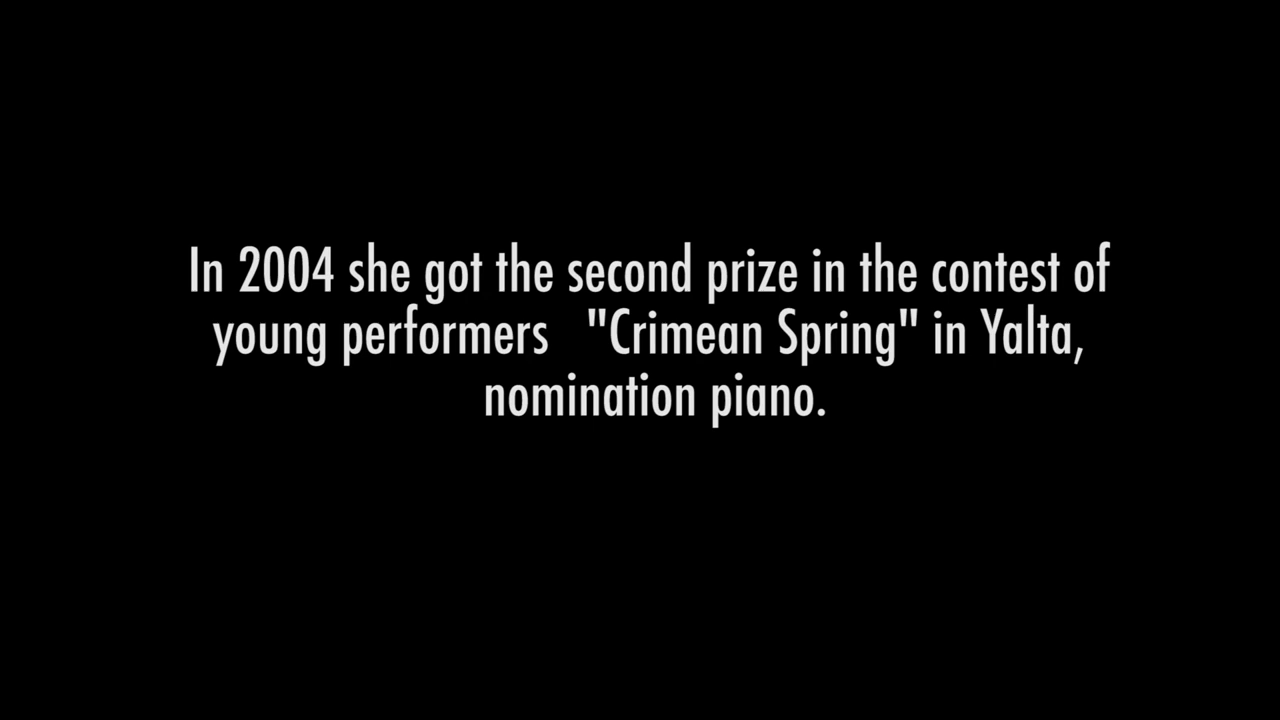 In 2004 she got the second prize in the contest of
young performers   "Crimean Spring" in Yalta,
nomination piano.